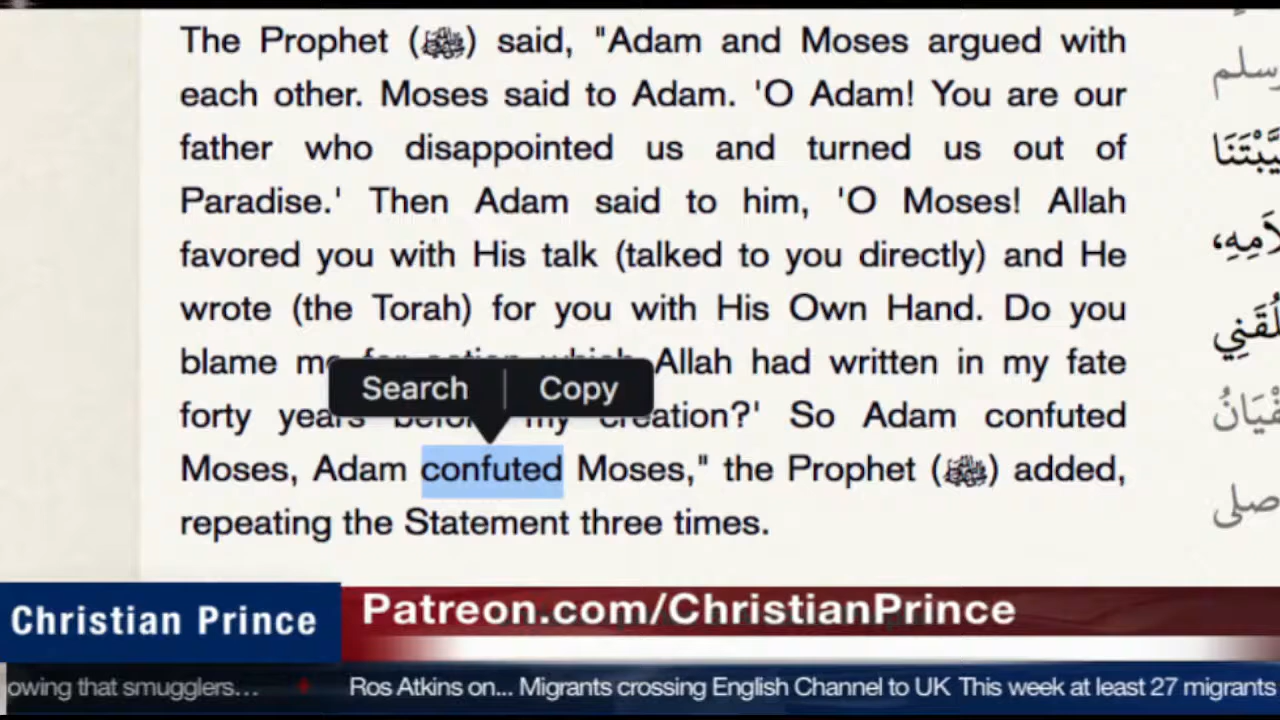 The Prophet (ﷺ) said, "Adam and Moses argued with
each other. Moses said to Adam. 'O Adam! You are our
father who disappointed us and turned us out of
Paradise.' Then Adam said to him, 'O Moses! Allah
favored you with His talk (talked to you directly) and He
wrote (the Torah) for you with His Own Hand. Do you
blame me for action which Allah had written in my fate
Search Copy
forty years before my creation?' So Adam confuted
Moses, Adam confuted Moses," the Prophet (ﷺ) added,
repeating the Statement three times.
Christian Prince
Patreon.com/ChristianPrince
owing that smugglers... Ros Atkins on... Migrants crossing English Channel to UK This week at least 27 migrants